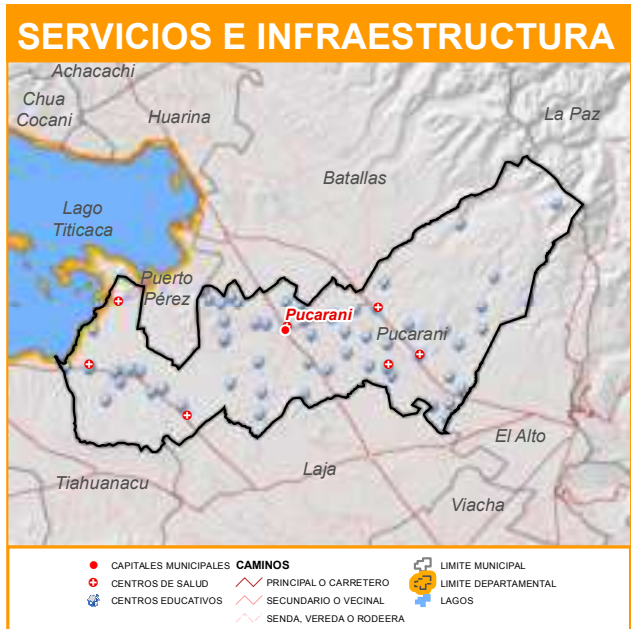 SERVICIOS E INFRAESTRUCTURA
Achacachi
Chua
Cocani
Huarina
La Paz
Batallas
Lago
Titicaca
Puerto
Pérez
Pucarani
Pucarani
El Alto
Laja
Tiahuanacu
Viacha
CAPITALES MUNICIPALES
CENTROS DE SALUD
CENTROS EDUCATIVOS
CAMINOS
PRINCIPAL O CARRETERO
SECUNDARIO O VECINAL
SENDA, VEREDA O RODEERA
LIMITE MUNICIPAL
LIMITE DEPARTAMENTAL
LAGOS